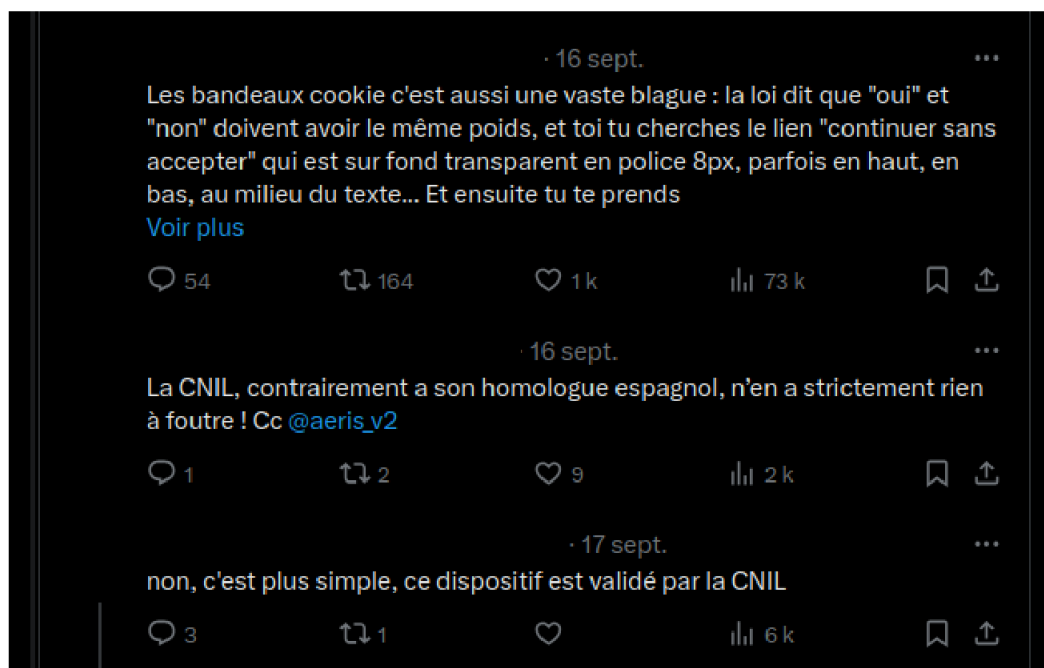 · 16 sept.
Les bandeaux cookie c'est aussi une vaste blague : la loi dit que "oui" et
"non" doivent avoir le même poids, et toi tu cherches le lien "continuer sans
accepter" qui est sur fond transparent en police 8px, parfois en haut, en
bas, au milieu du texte... Et ensuite tu te prends
Voir plus
54 164 1 k 73 k
· 16 sept.
La CNIL, contrairement a son homologue espagnol, n’en a strictement rien
à foutre ! Cc @aeris_v2
1 2 9 2 k
· 17 sept.
non, c'est plus simple, ce dispositif est validé par la CNIL
3 1 6 k